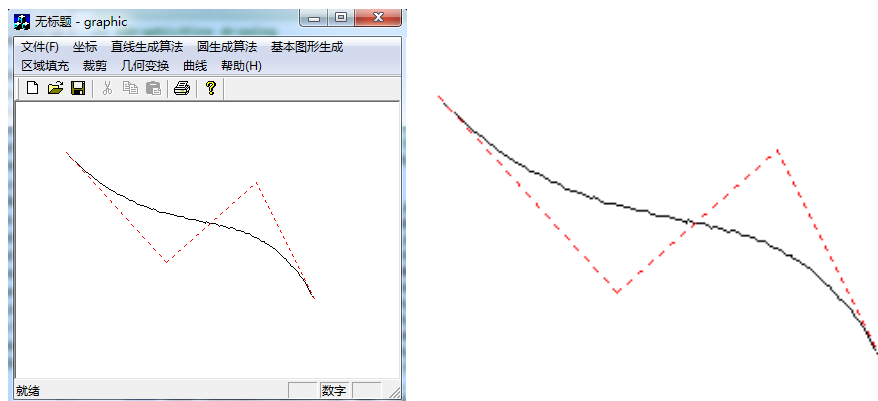 无标题 - graphic
文件(F) 坐标 直线生成算法 圆生成算法 基本图形生成
区域填充 裁剪 几何变换 曲线 帮助(H)
就绪 数字